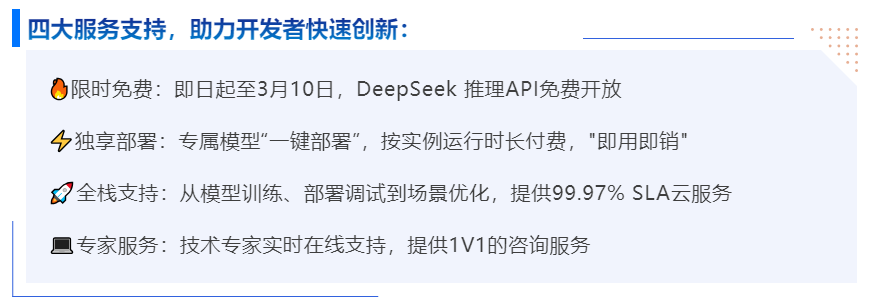 四大服务支持，助力开发者快速创新：
🔥限时免费：即日起至3月10日，DeepSeek 推理API免费开放
⚡独享部署：专属模型“一键部署”，按实例运行时长付费，"即用即销"
🚀全栈支持：从模型训练、部署调试到场景优化，提供99.97% SLA云服务
💻专家服务：技术专家实时在线支持，提供1V1的咨询服务